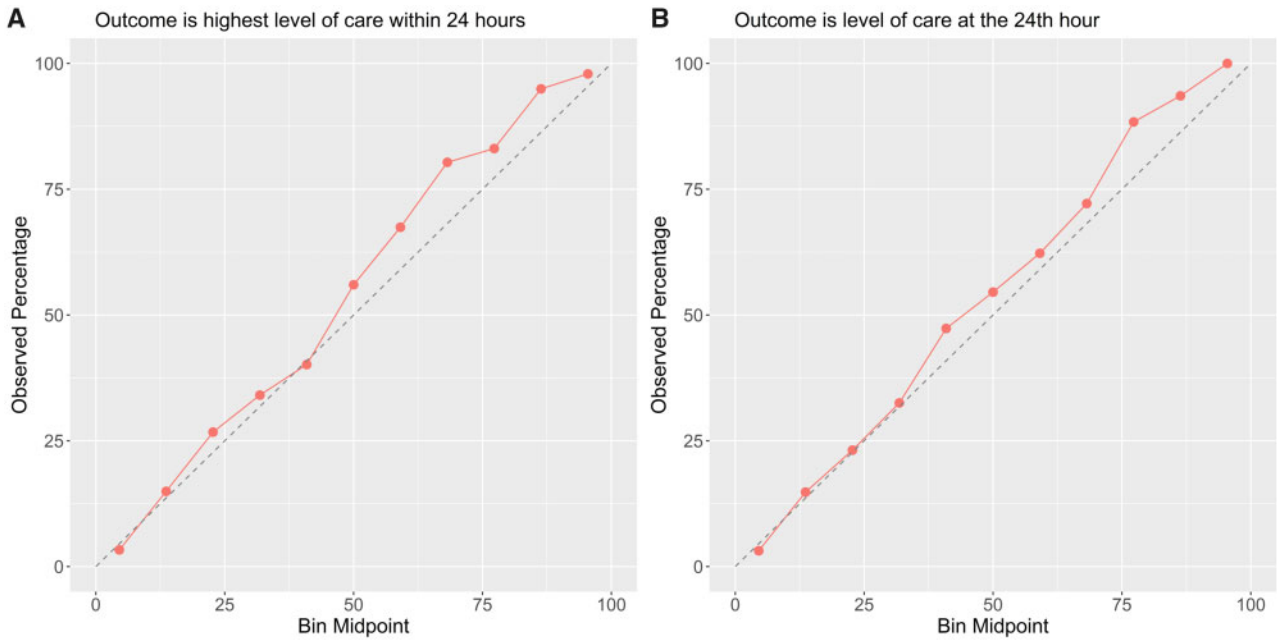 A Outcome is highest level of care within 24 hours
100
75
50
25
0
Observed Percentage
0 25 50 75 100
Bin Midpoint
B Outcome is level of care at the 24th hour
100
75
50
25
0
Observed Percentage
0 25 50 75 100
Bin Midpoint